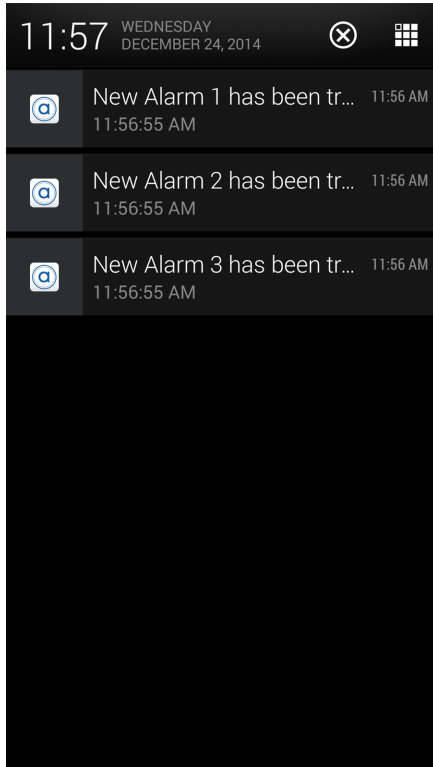 11:57
WEDNESDAY
DECEMBER 24, 2014
a
New Alarm 1 has been tr... 11:56 AM
11:56:55 AM
a
New Alarm 2 has been tr... 11:56 AM
11:56:55 AM
a
New Alarm 3 has been tr... 11:56 AM
11:56:55 AM